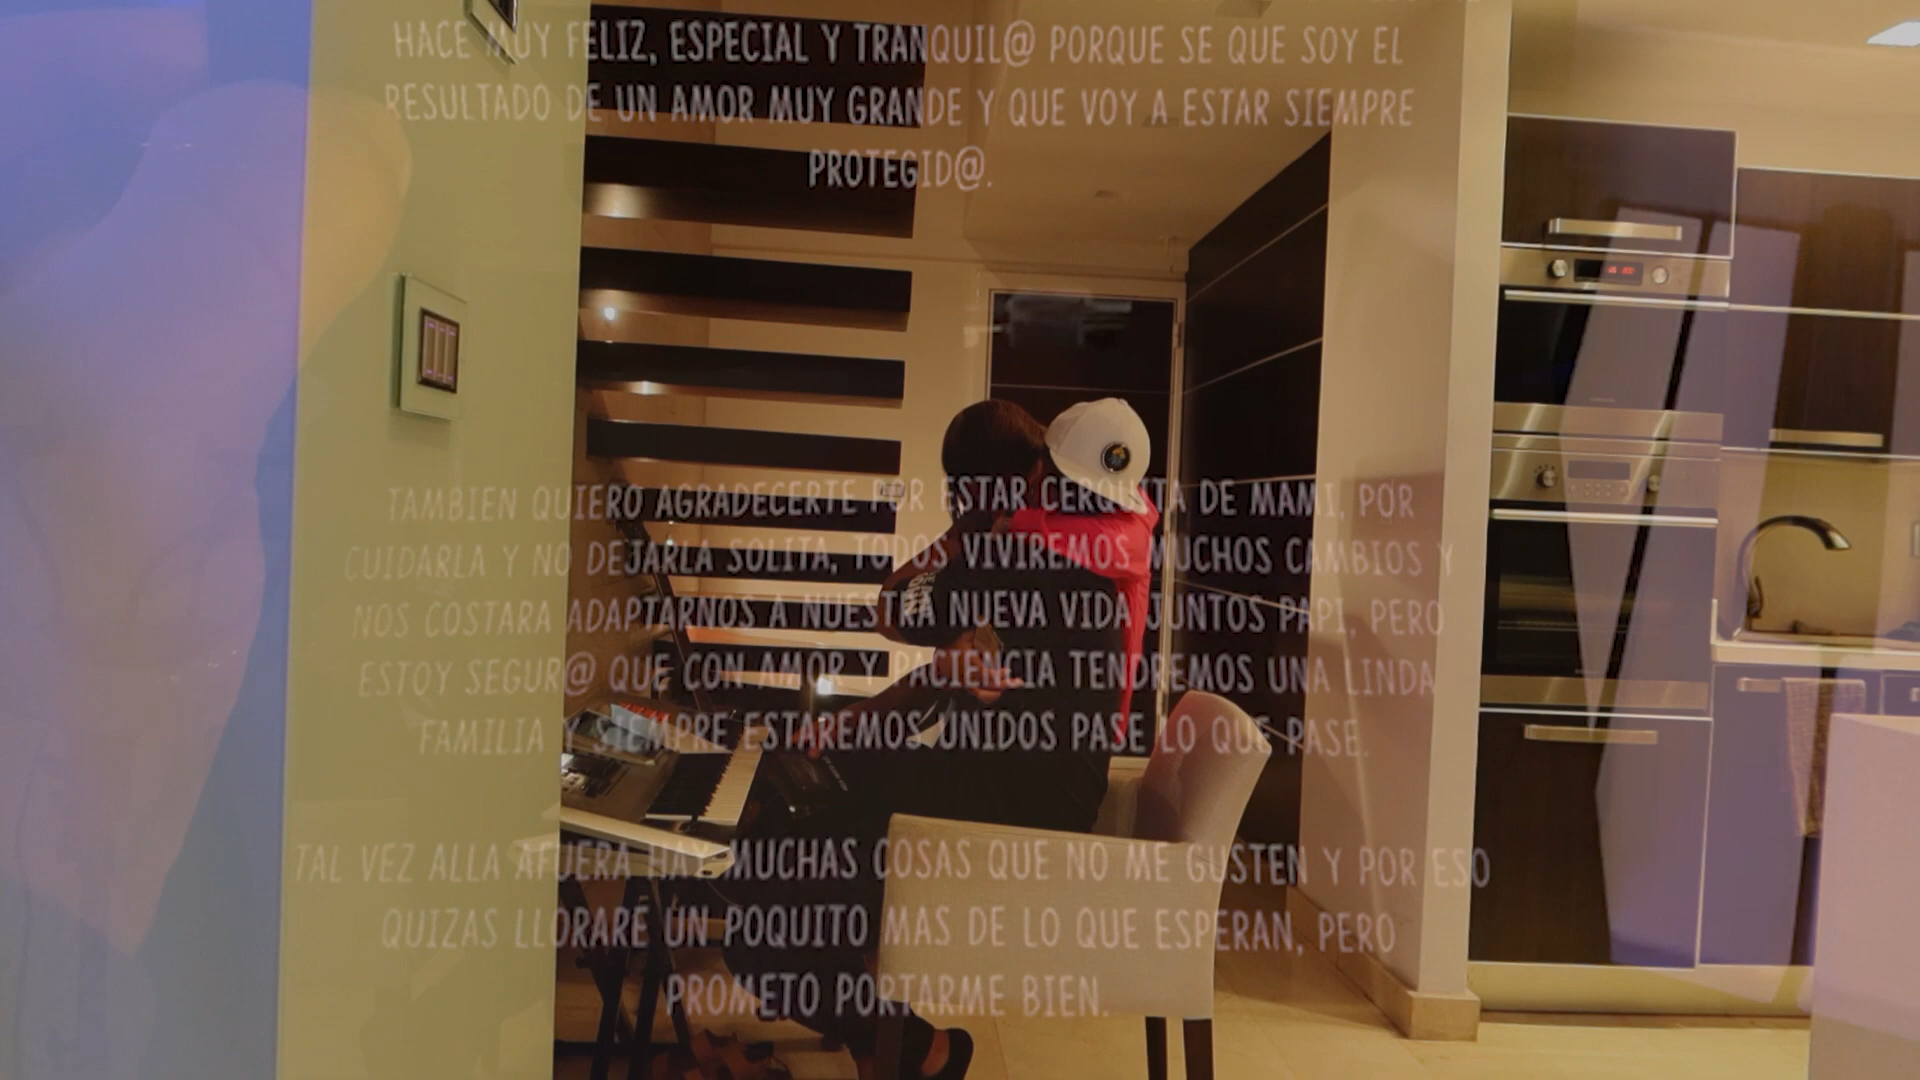 HACE MUY FELIZ, ESPECIAL Y TRANQUIL@ PORQUE SE QUE SOY EL
RESULTADO DE UN AMOR MUY GRANDE Y QUE VOY A ESTAR SIEMPRE
PROTEGID@.
TAMBIEN QUIERO AGRADECERTE POR ESTAR CERQUITA DE MAMI, POR
CUIDARLA Y NO DEJARLA SOLITA, TODOS VIVIREMOS MUCHOS CAMBIOS Y
NOS COSTARA ADAPTARNOS A NUESTRA NUEVA VIDA JUNTOS PAPI, PERO
ESTOY SEGUR@ QUE CON AMOR Y PACIENCIA TENDREMOS UNA LINDA
FAMILIA Y SIEMPRE ESTAREMOS UNIDOS PASE LO QUE PASE.
TAL VEZ ALLA AFUERA HAY MUCHAS COSAS QUE NO ME GUSTEN Y POR ESO
QUIZAS LLORARE UN POQUITO MAS DE LO QUE ESPERAN, PERO
PROMETO PORTARME BIEN.